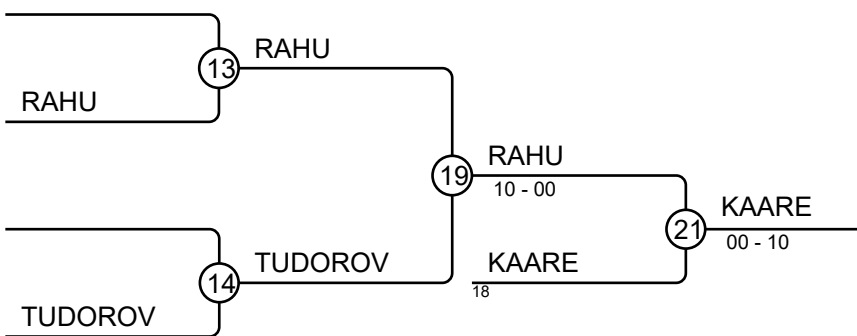 RAHU
13
RAHU
RAHU
19
10 - 00
KAARE
21
00 - 10
TUDOROV
KAARE
18
14
TUDOROV